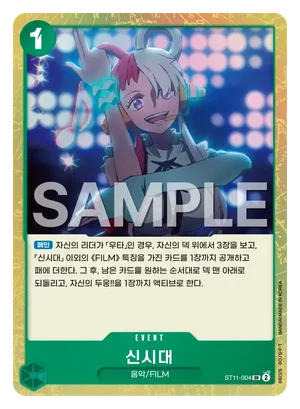 1
SAMPLE
메인 자신의 리더가 「우타」인 경우, 자신의 덱 위에서 3장을 보고,
「신시대」 이외의 《FILM》 특징을 가진 카드를 1장까지 공개하고
패에 더한다. 그 후, 남은 카드를 원하는 순서대로 덱 맨 아래로
되돌리고, 자신의 두웅!!을 1장까지 액티브로 한다.
EVENT
신시대
음악/FILM
ST11-004
2